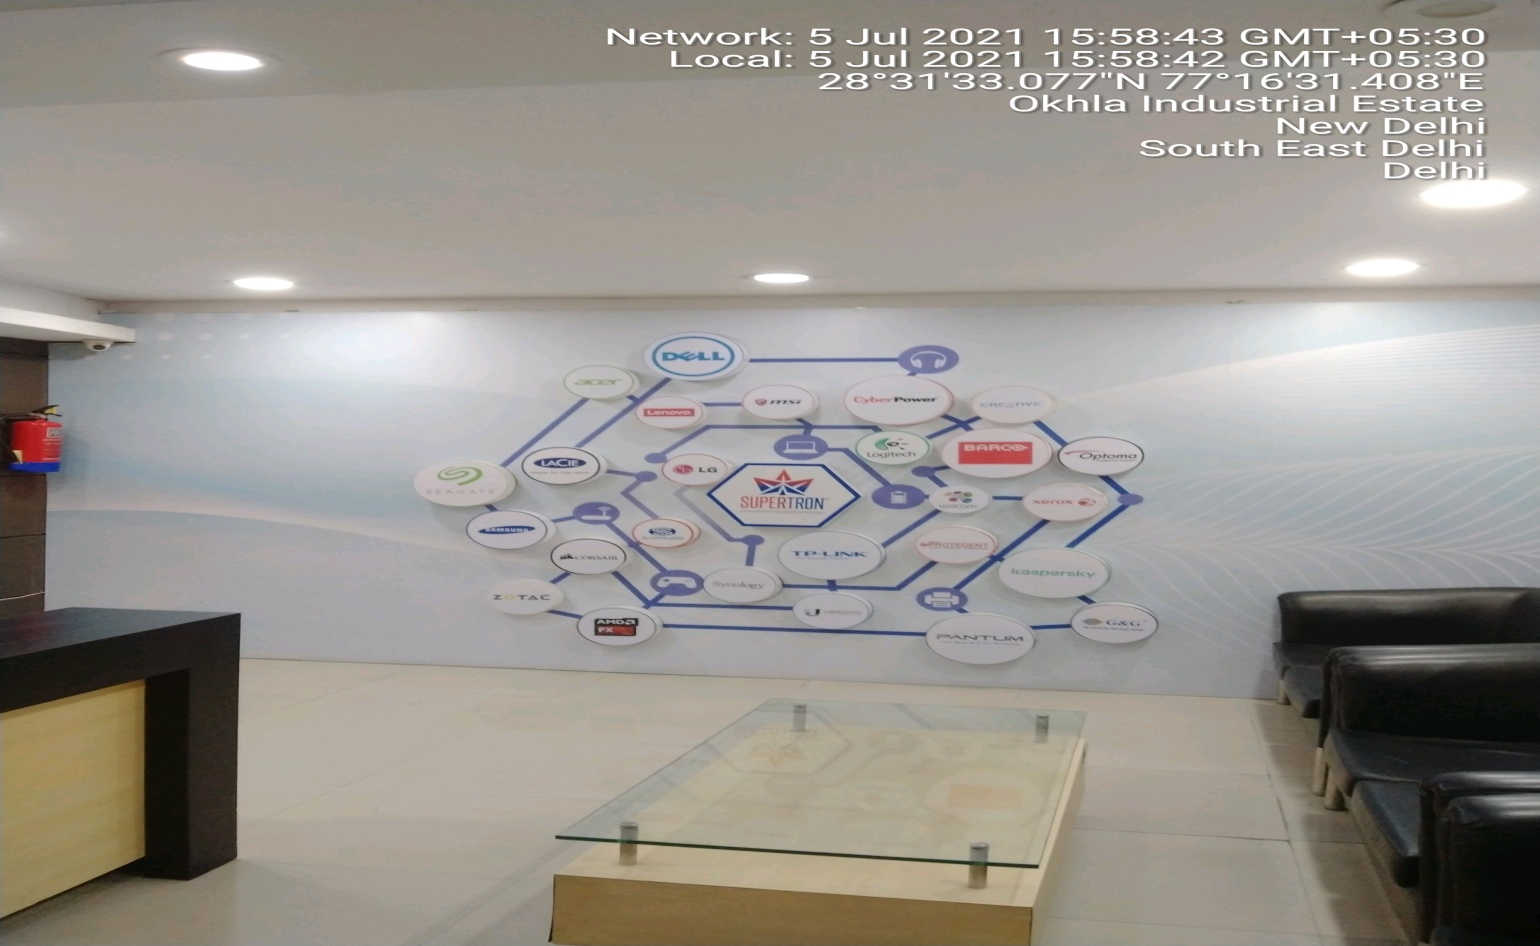 Network: 5 Jul 2021 15:58:43 GMT+05:30
Local: 5 Jul 2021 15:58:42 GMT+05:30
28°31'33.077"N 77°16'31.408"E
Okhla Industrial Estate
New Delhi
South East Delhi
Delhi
DELL
acer
Lenovo
msi
CyberPower
CREATIVE
Logitech
BARCO
Optoma
LACIE
LG
SEAGATE
SUPERTRON
wacom
xerox
SAMSUNG
CORSAIR
TP-LINK
PROTEGENT
kaspersky
Synology
ZOTAC
AMD
FX
U
PANTUM
G&G